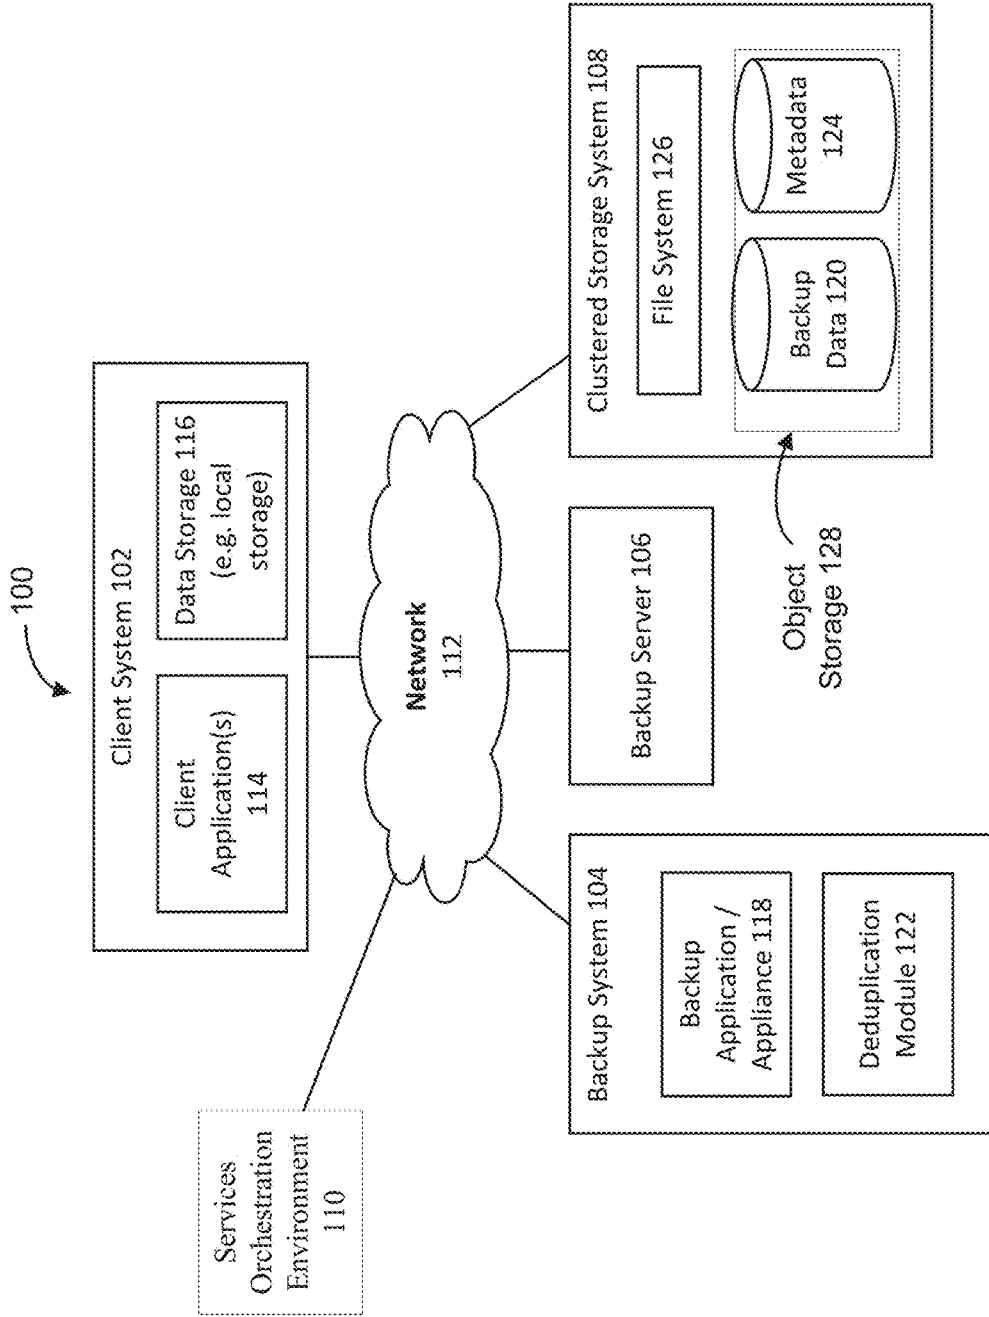 100
Client System 102
Client
Application(s)
114
Data Storage 116
(e.g. local
storage)
Services
Orchestration
Environment
110
Network
112
Backup System 104
Backup
Application /
Appliance 118
Deduplication
Module 122
Backup Server 106
Clustered Storage System 108
File System 126
Backup
Data 120
Metadata
124
Object
Storage 128